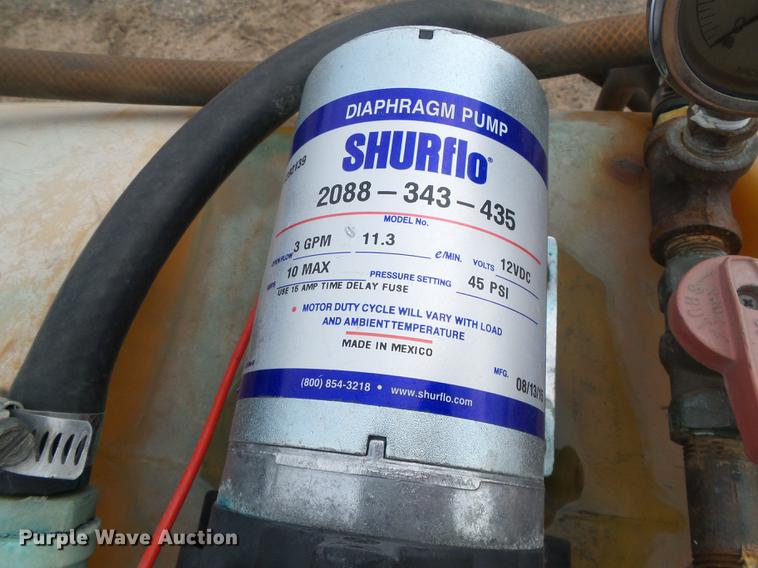 DIAPHRAGM PUMP
SHURflo®
2088-343-435
MODEL No.
3 GPM 11.3 ℓ/MIN. VOLTS 12VDC
10 MAX PRESSURE SETTING 45 PSI
USE 15 AMP TIME DELAY FUSE
• MOTOR DUTY CYCLE WILL VARY WITH LOAD
AND AMBIENT TEMPERATURE
MADE IN MEXICO
MFG. 08/13/
(800) 854-3218 • www.shurflo.com
Purple Wave Auction